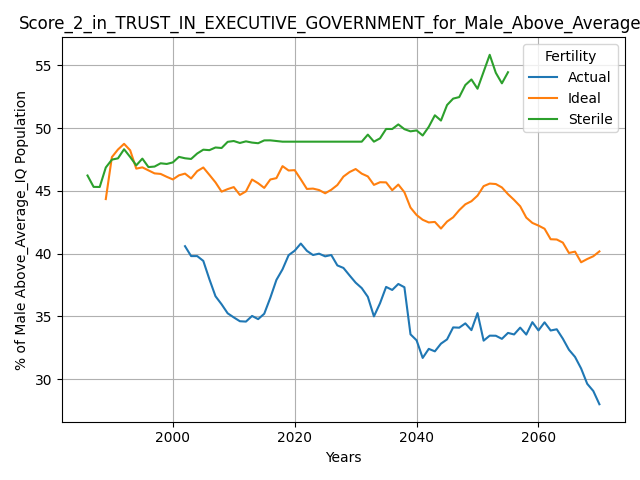 Score_2_in_TRUST_IN_EXECUTIVE_GOVERNMENT_for_Male_Above_Average
Fertility
Actual
Ideal
Sterile
% of Male Above_Average_IQ Population
55
50
45
40
35
30
2000
2020
2040
2060
Years